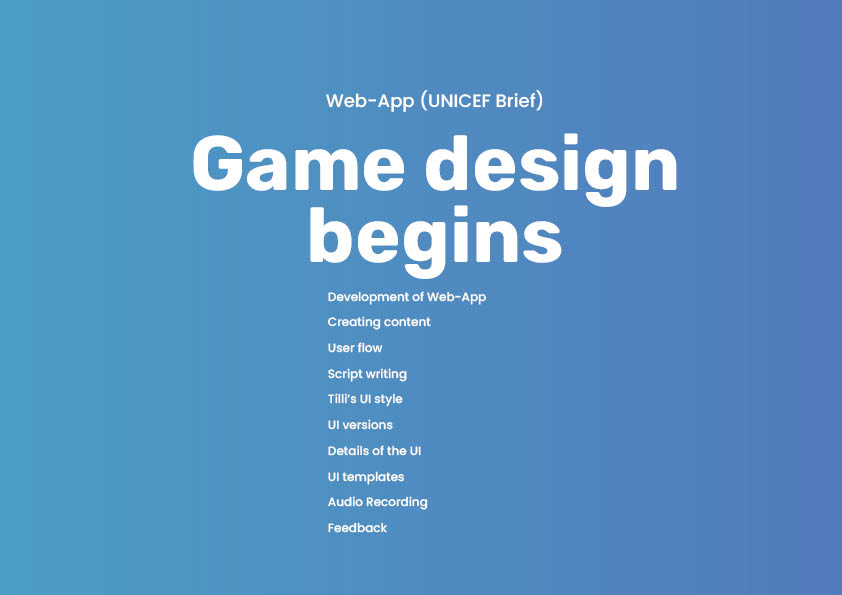 Web-App (UNICEF Brief)
Game design
begins
Development of Web-App
Creating content
User flow
Script writing
Tilli's UI style
UI versions
Details of the UI
UI templates
Audio Recording
Feedback